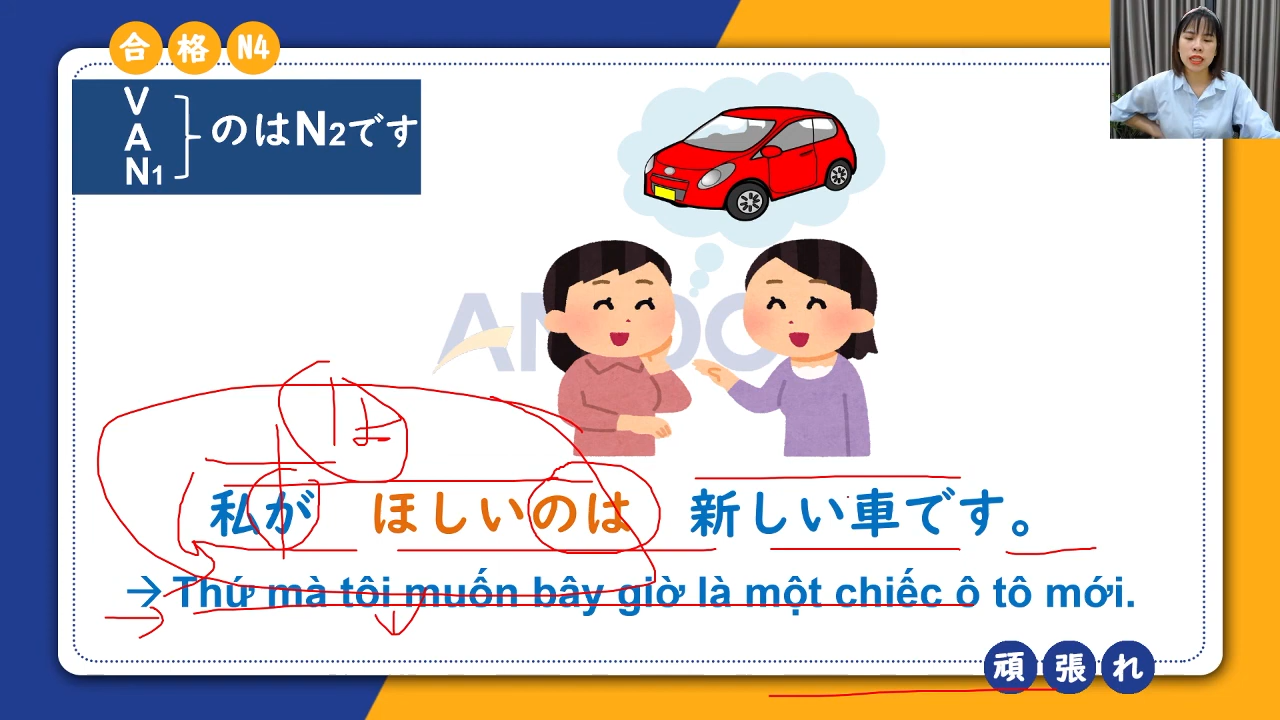 合格N4
V
A
N1
のはN2です
は
私が ほしいのは 新しい車です。
→ Thứ mà tôi muốn bây giờ là một chiếc ô tô mới.
頑張れ